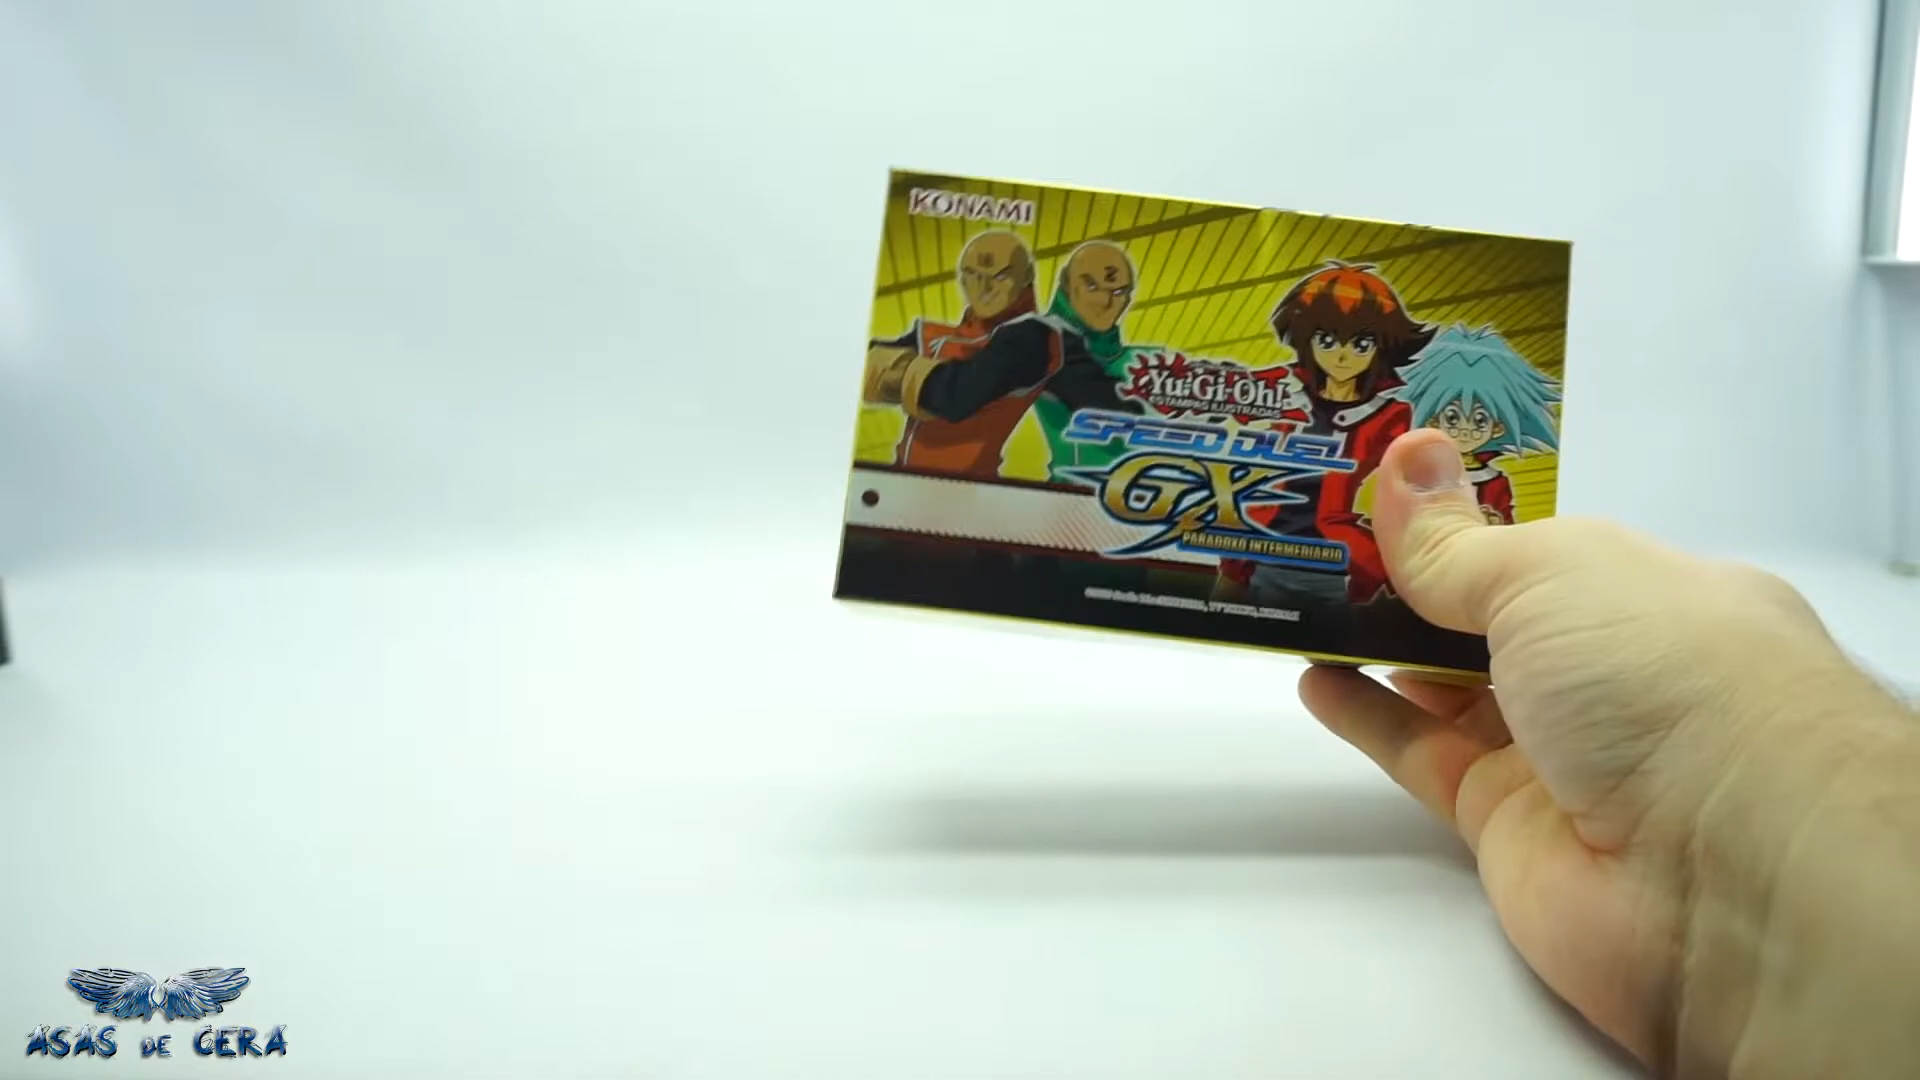 KONAMI
Yu-Gi-Oh!
ESTAMPAS ILUSTRADAS
SPEED DUEL
GX
PARADOXO INTERMEDIÁRIO
ASAS DE CERA